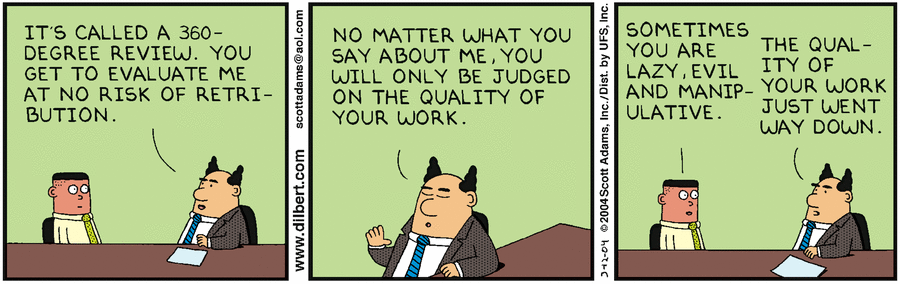 IT'S CALLED A 360-
DEGREE REVIEW. YOU
GET TO EVALUATE ME
AT NO RISK OF RETRI-
BUTION.
www.dilbert.com
scottadams@aol.com
NO MATTER WHAT YOU
SAY ABOUT ME, YOU
WILL ONLY BE JUDGED
ON THE QUALITY OF
YOUR WORK.
©2004 Scott Adams, Inc./Dist. by UFS, Inc.
SOMETIMES
YOU ARE
LAZY, EVIL
AND MANIP-
ULATIVE.
THE QUAL-
ITY OF
YOUR WORK
JUST WENT
WAY DOWN.